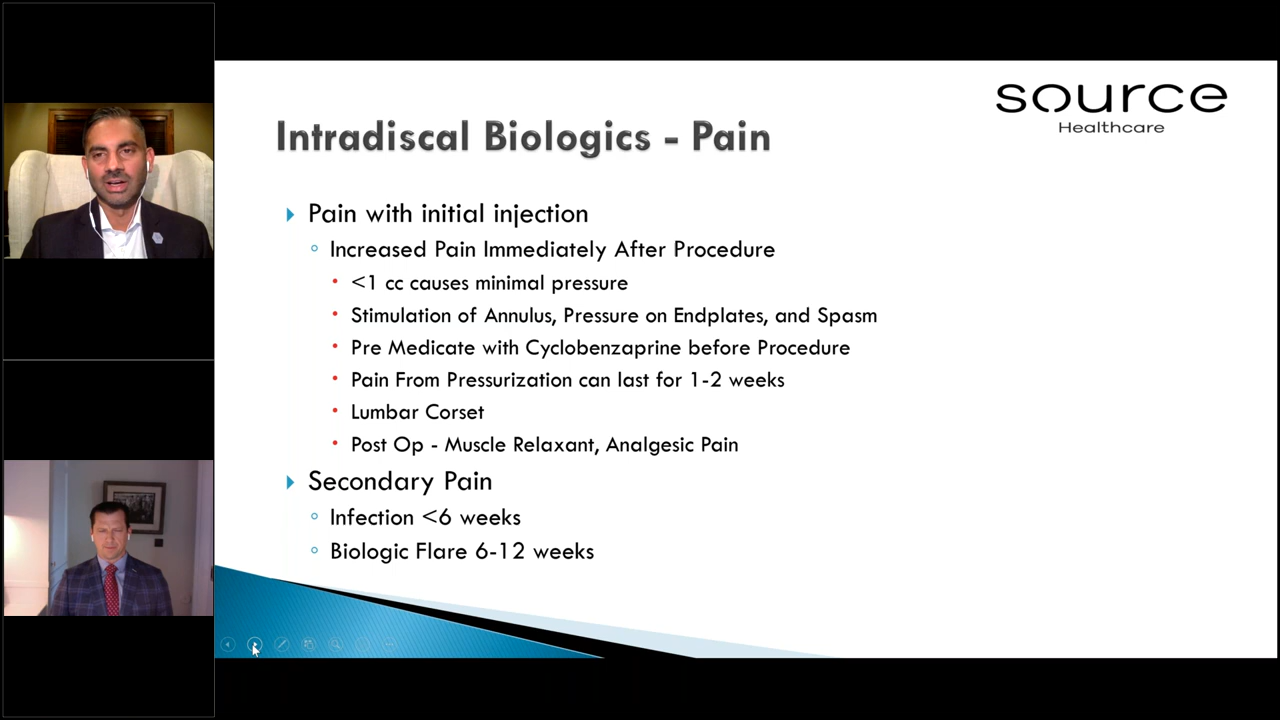 source
Healthcare
Intradiscal Biologics - Pain
Pain with initial injection
Increased Pain Immediately After Procedure
<1 cc causes minimal pressure
Stimulation of Annulus, Pressure on Endplates, and Spasm
Pre Medicate with Cyclobenzaprine before Procedure
Pain From Pressurization can last for 1-2 weeks
Lumbar Corset
Post Op - Muscle Relaxant, Analgesic Pain
Secondary Pain
Infection <6 weeks
Biologic Flare 6-12 weeks